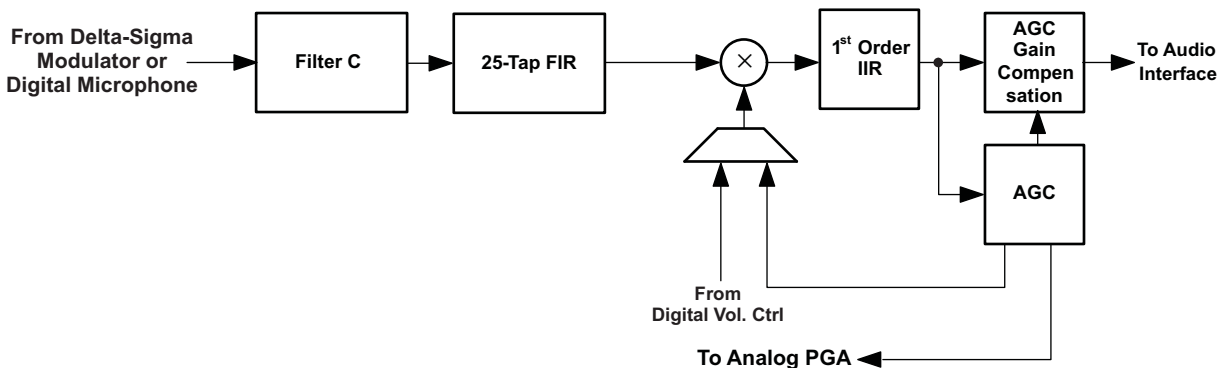 From Delta-Sigma
Modulator or
Digital Microphone
Filter C
25-Tap FIR
×
1st Order
IIR
AGC
Gain
Compen
sation
To Audio
Interface
AGC
From
Digital Vol. Ctrl
To Analog PGA